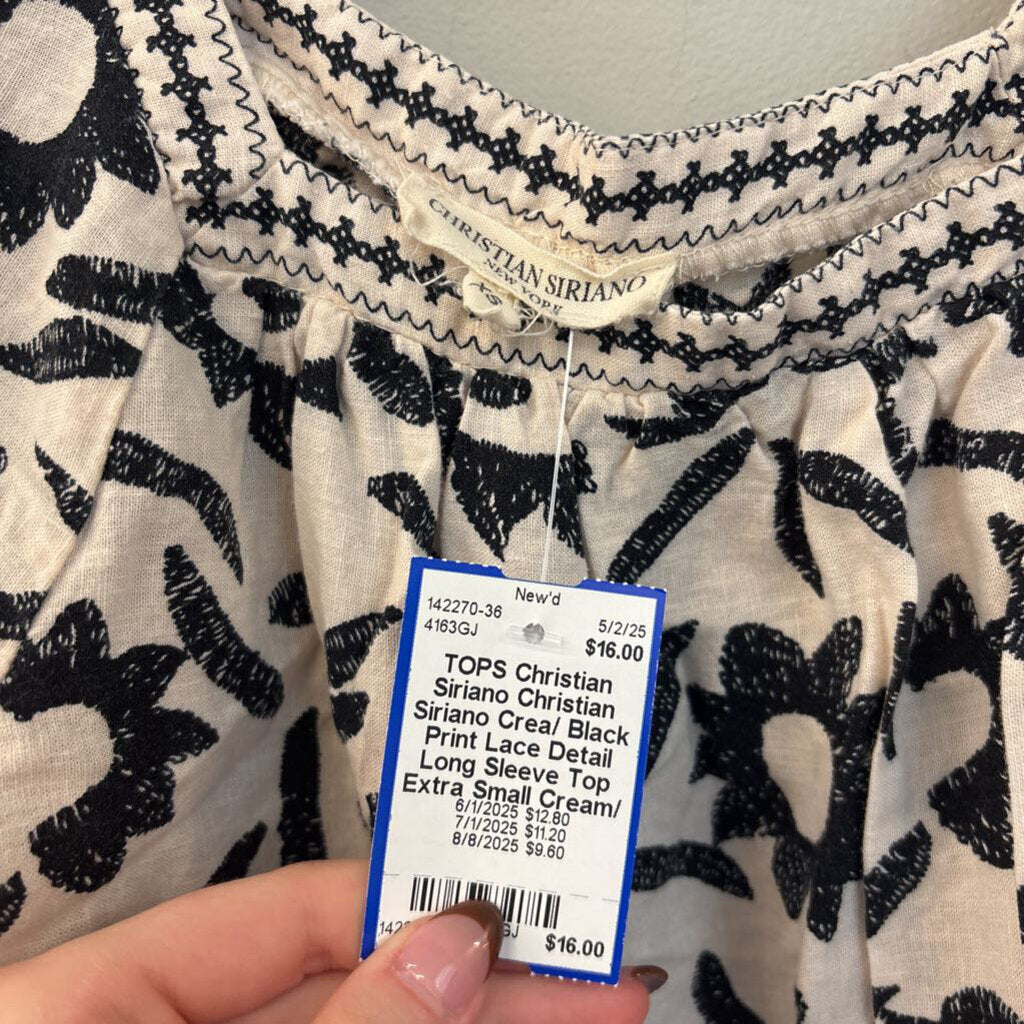 CHRISTIAN SIRIANO
NEW YORK
XS
New'd
142270-36
4163GJ
5/2/25
$16.00
TOPS Christian
Siriano Christian
Siriano Crea/ Black
Print Lace Detail
Long Sleeve Top
Extra Small Cream/
6/1/2025 $12.80
7/1/2025 $11.20
8/8/2025 $9.60
$16.00